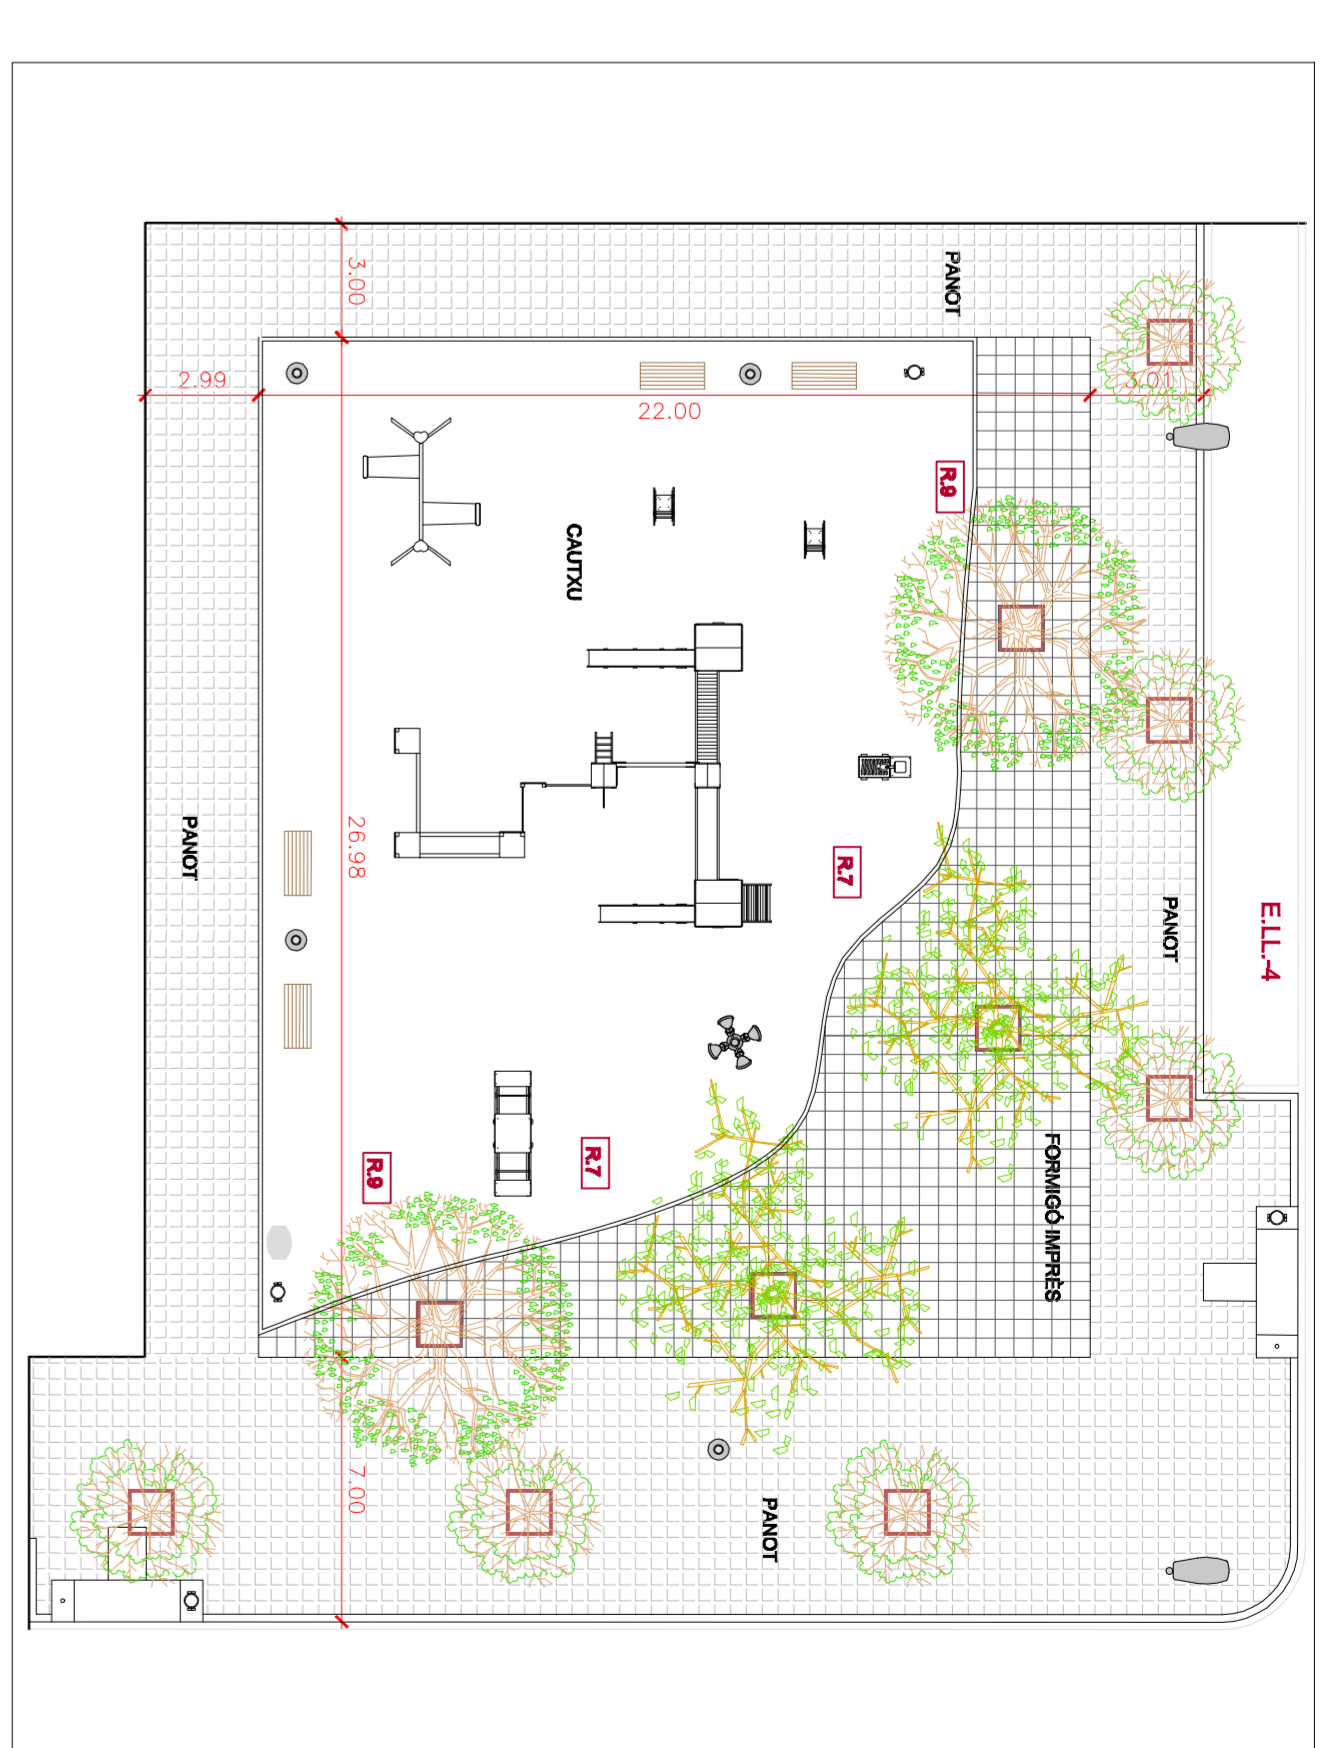 PANOT
3.00
2.99
3.01
22.00
R.9
CAUTXU
R.7
26.98
PANOT
PANOT
E.LL.-4
FORMIGÓ IMPRÈS
R.7
R.9
7.00
PANOT